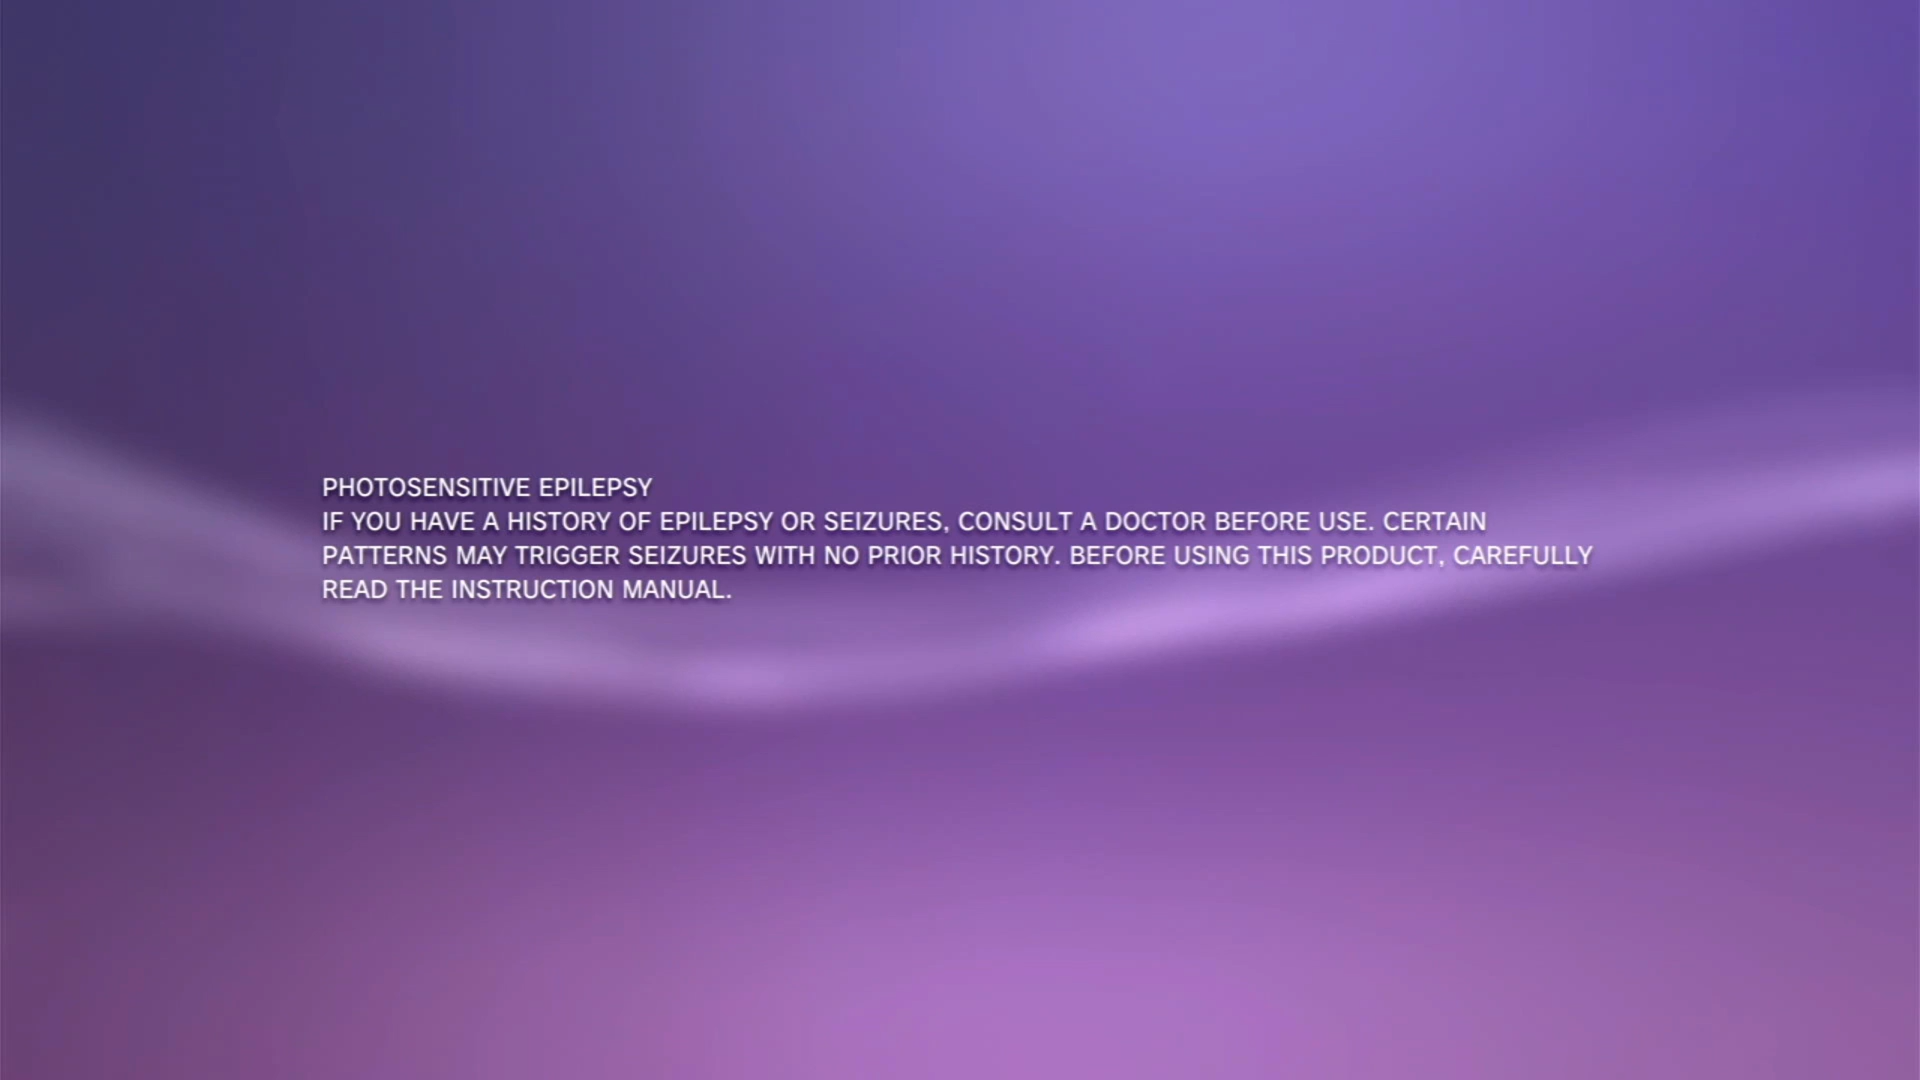 PHOTOSENSITIVE EPILEPSY
IF YOU HAVE A HISTORY OF EPILEPSY OR SEIZURES, CONSULT A DOCTOR BEFORE USE. CERTAIN
PATTERNS MAY TRIGGER SEIZURES WITH NO PRIOR HISTORY. BEFORE USING THIS PRODUCT, CAREFULLY
READ THE INSTRUCTION MANUAL.